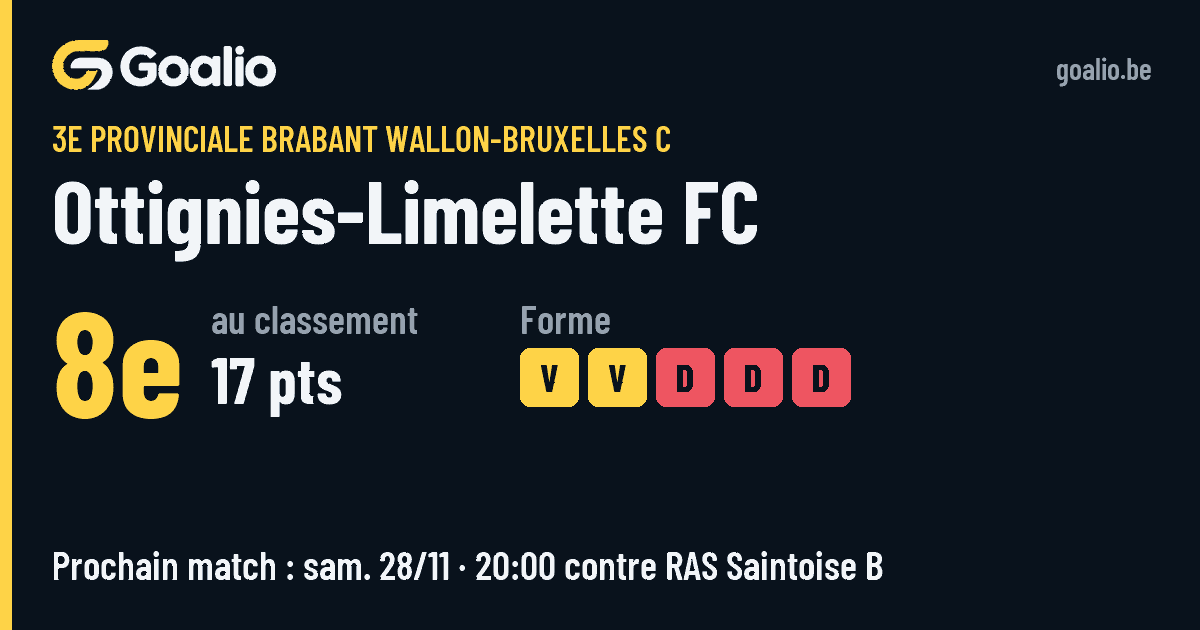 Goalio
goalio.be
3E PROVINCIALE BRABANT WALLON-BRUXELLES C
Ottignies-Limelette FC
8e
au classement
17 pts
Forme
V V D D D
Prochain match : sam. 28/11 · 20:00 contre RAS Saintoise B